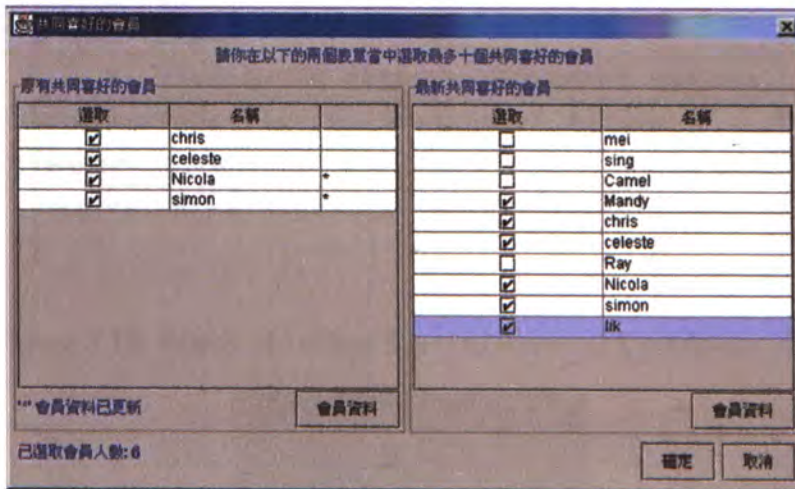 共同喜好的會員
請你在以下的兩個表單當中選取最多十個共同喜好的會員
原有共同喜好的會員
選取 名稱
chris
celeste
Nicola *
simon *
"*" 會員資料已更新
會員資料
最新共同喜好的會員
選取 名稱
mei
sing
Camel
Mandy
chris
celeste
Ray
Nicola
simon
lik
會員資料
已選取會員人數: 6
確定 取消